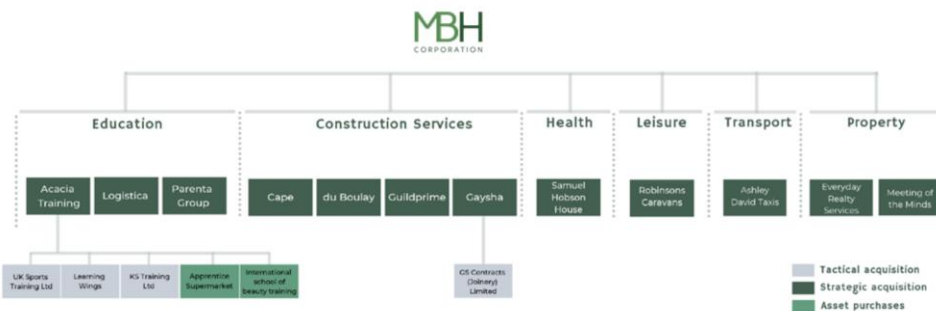 MBH
CORPORATION
Education
Construction Services
Health
Leisure
Transport
Property
Acacia
Training
Logistica
Parenta
Group
Cape
du Boulay
Guildprime
Gaysha
Samuel
Hobson
House
Robinsons
Caravans
Ashley
David Taxis
Everyday
Realty
Services
Meeting of
the Minds
UK Sports
Training Ltd
Learning
Wings
KS Training
Ltd
Apprentice
Supermarket
International
school of
beauty training
GS Contracts
(Joinery)
Limited
Tactical acquisition
Strategic acquisition
Asset purchases